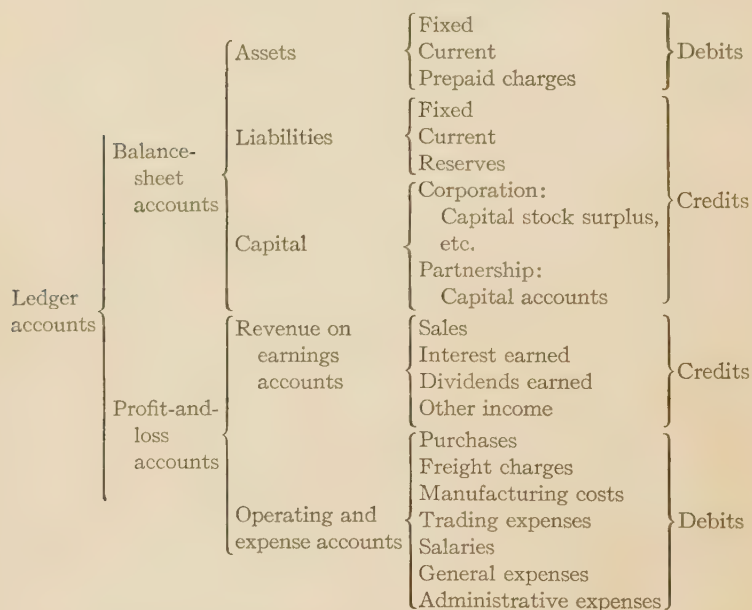 Ledger
accounts
Balance-
sheet
accounts
Assets
Fixed
Current
Prepaid charges
Debits
Liabilities
Fixed
Current
Reserves
Capital
Corporation:
Capital stock surplus,
etc.
Partnership:
Capital accounts
Credits
Profit-and-
loss
accounts
Revenue on
earnings
accounts
Sales
Interest earned
Dividends earned
Other income
Credits
Operating and
expense accounts
Purchases
Freight charges
Manufacturing costs
Trading expenses
Salaries
General expenses
Administrative expenses
Debits